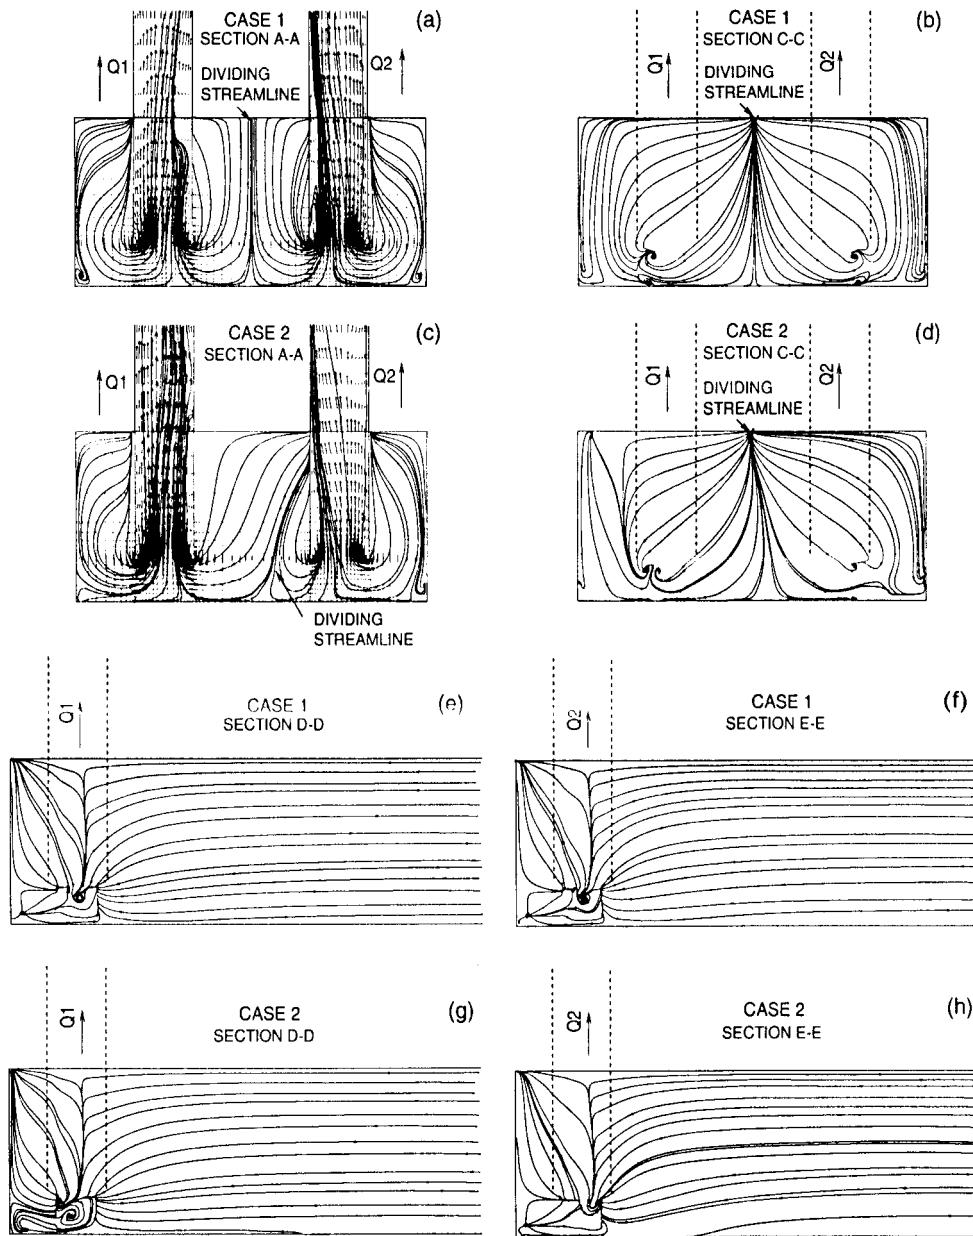 CASE 1
SECTION A-A
(a)
Q1
Q2
DIVIDING
STREAMLINE
CASE 1
SECTION C-C
(b)
Q1
Q2
DIVIDING
STREAMLINE
CASE 2
SECTION A-A
(c)
Q1
Q2
DIVIDING
STREAMLINE
CASE 2
SECTION C-C
(d)
Q1
Q2
DIVIDING
STREAMLINE
CASE 1
SECTION D-D
(e)
Q1
CASE 1
SECTION E-E
(f)
Q2
CASE 2
SECTION D-D
(g)
Q1
CASE 2
SECTION E-E
(h)
Q2